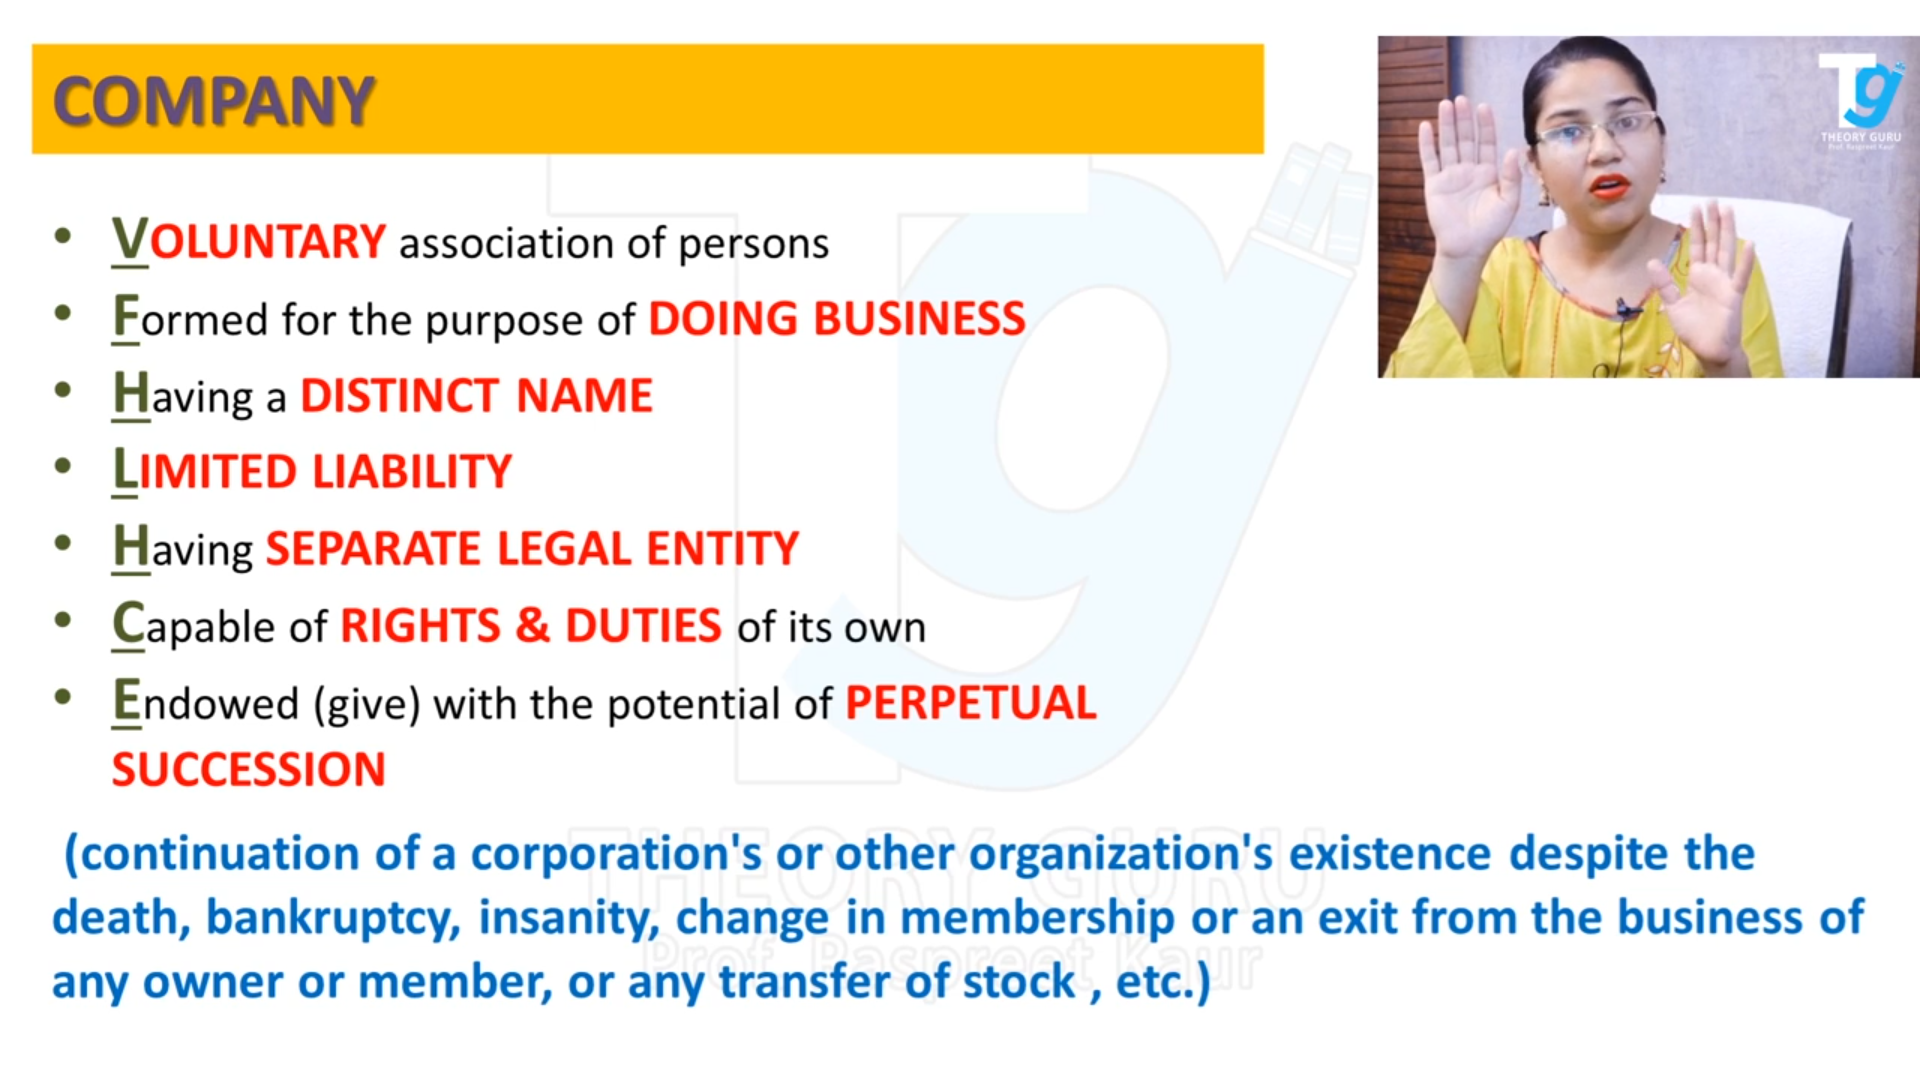 COMPANY
Tg
THEORY GURU
Prof. Raspreet Kaur
• VOLUNTARY association of persons
• Formed for the purpose of DOING BUSINESS
• Having a DISTINCT NAME
• LIMITED LIABILITY
• Having SEPARATE LEGAL ENTITY
• Capable of RIGHTS & DUTIES of its own
• Endowed (give) with the potential of PERPETUAL
SUCCESSION
(continuation of a corporation's or other organization's existence despite the
death, bankruptcy, insanity, change in membership or an exit from the business of
any owner or member, or any transfer of stock , etc.)
Tg
THEORY GURU
Prof. Raspreet Kaur